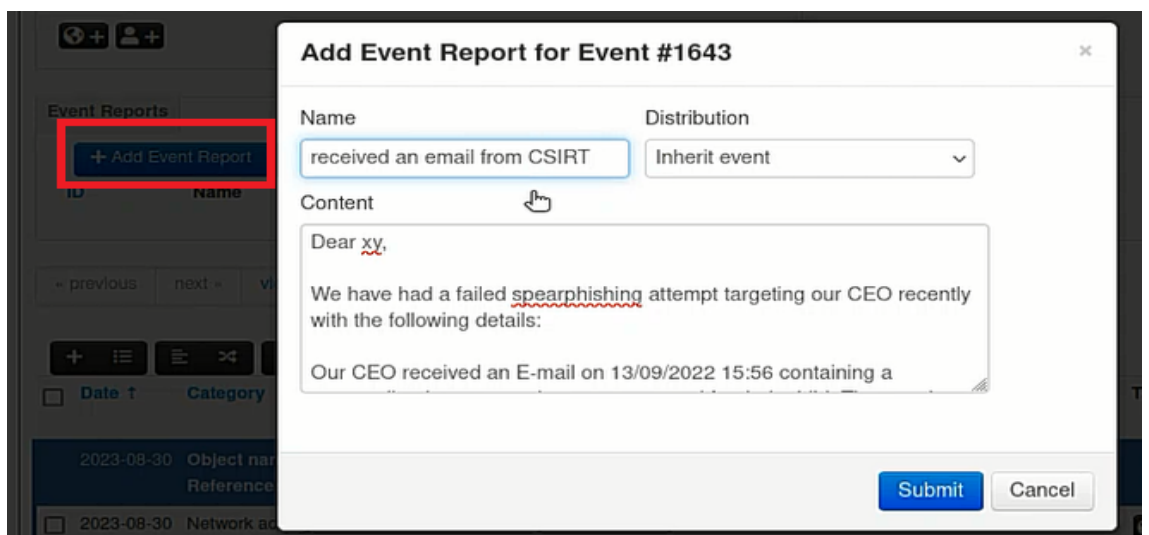 Add Event Report for Event #1643
×
Event Reports
+ Add Event Report
ID Name
Name Distribution
received an email from CSIRT Inherit event
Content
Dear xy,
We have had a failed spearphishing attempt targeting our CEO recently
with the following details:
Our CEO received an E-mail on 13/09/2022 15:56 containing a
« previous next »
Date ↑ Category
2023-08-30 Object
Reference
2023-08-30 Network
Submit Cancel